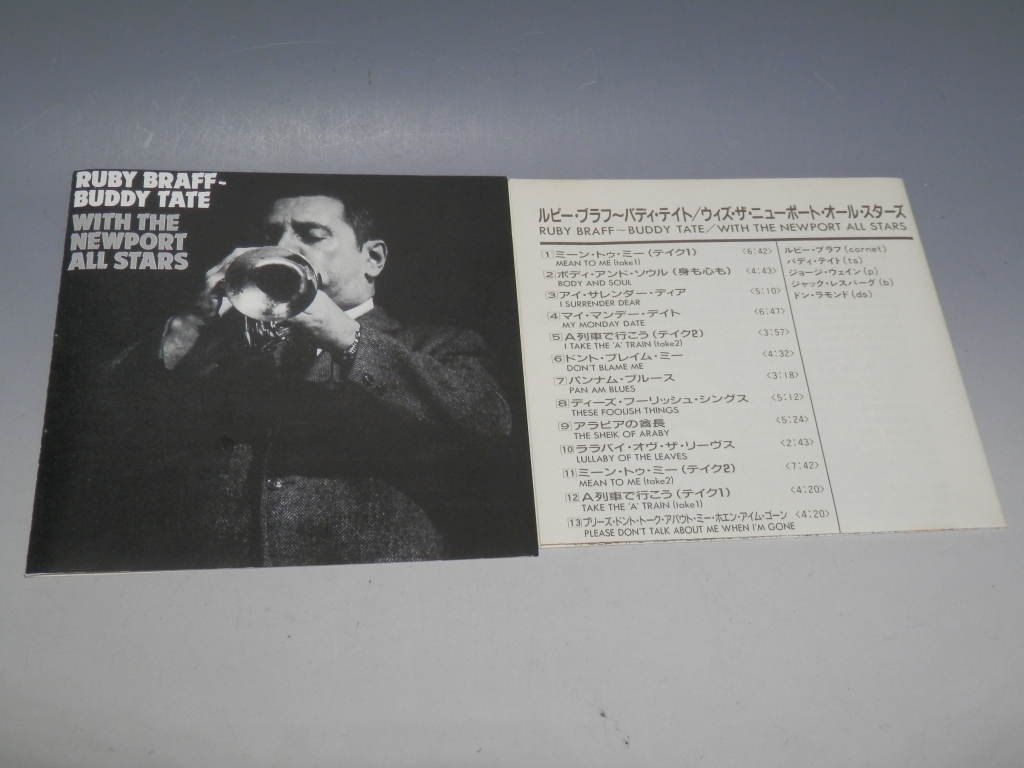 RUBY BRAFF~
BUDDY TATE
WITH THE
NEWPORT
ALL STARS
ルビー・ブラフ〜バディ・テイト/ウィズ・ザ・ニューポート・オール・スターズ
RUBY BRAFF~BUDDY TATE/WITH THE NEWPORT ALL STARS
1 ミーン・トゥ・ミー(テイク1) <6:42>
MEAN TO ME (take1)
2 ボディ・アンド・ソウル(身も心も) <4:43>
BODY AND SOUL
3 アイ・サレンダー・ディア <5:10>
I SURRENDER DEAR
4 マイ・マンデー・デイト <6:47>
MY MONDAY DATE
5 A列車で行こう(テイク2) <3:57>
I TAKE THE 'A' TRAIN (take2)
6 ドント・ブレイム・ミー <4:32>
DON'T BLAME ME
7 パンナム・ブルース <3:18>
PAN AM BLUES
8 ディーズ・フーリッシュ・シングス <5:12>
THESE FOOLISH THINGS
9 アラビアの酋長 <5:24>
THE SHEIK OF ARABY
10 ララバイ・オヴ・ザ・リーヴス <2:43>
LULLABY OF THE LEAVES
11 ミーン・トゥ・ミー(テイク2) <7:42>
MEAN TO ME (take2)
12 A列車で行こう(テイク1) <4:20>
TAKE THE 'A' TRAIN (take1)
13 プリーズ・ドント・トーク・アバウト・ミー・ホエン・アイム・ゴーン <4:20>
PLEASE DON'T TALK ABOUT ME WHEN I'M GONE
ルビー・ブラフ(cornet)
バディ・テイト(ts)
ジョージ・ウェイン(p)
ジャック・レスバーグ(b)
ドン・ラモンド(ds)